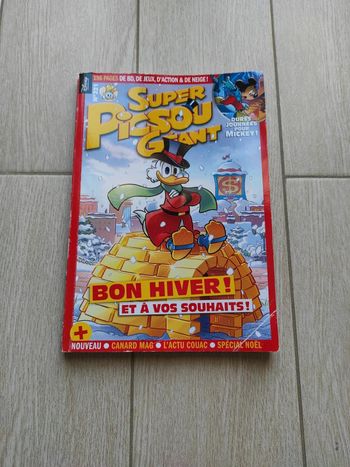 196 PAGES DE BD, DE JEUX, D'ACTION & DE NEIGE !
SUPER
PICSOU
GÉANT
DURES
JOURNÉES
POUR
MICKEY !
$
BON HIVER !
ET À VOS SOUHAITS !
+
NOUVEAU • CANARD MAG • L'ACTU COUAC • SPÉCIAL NOËL